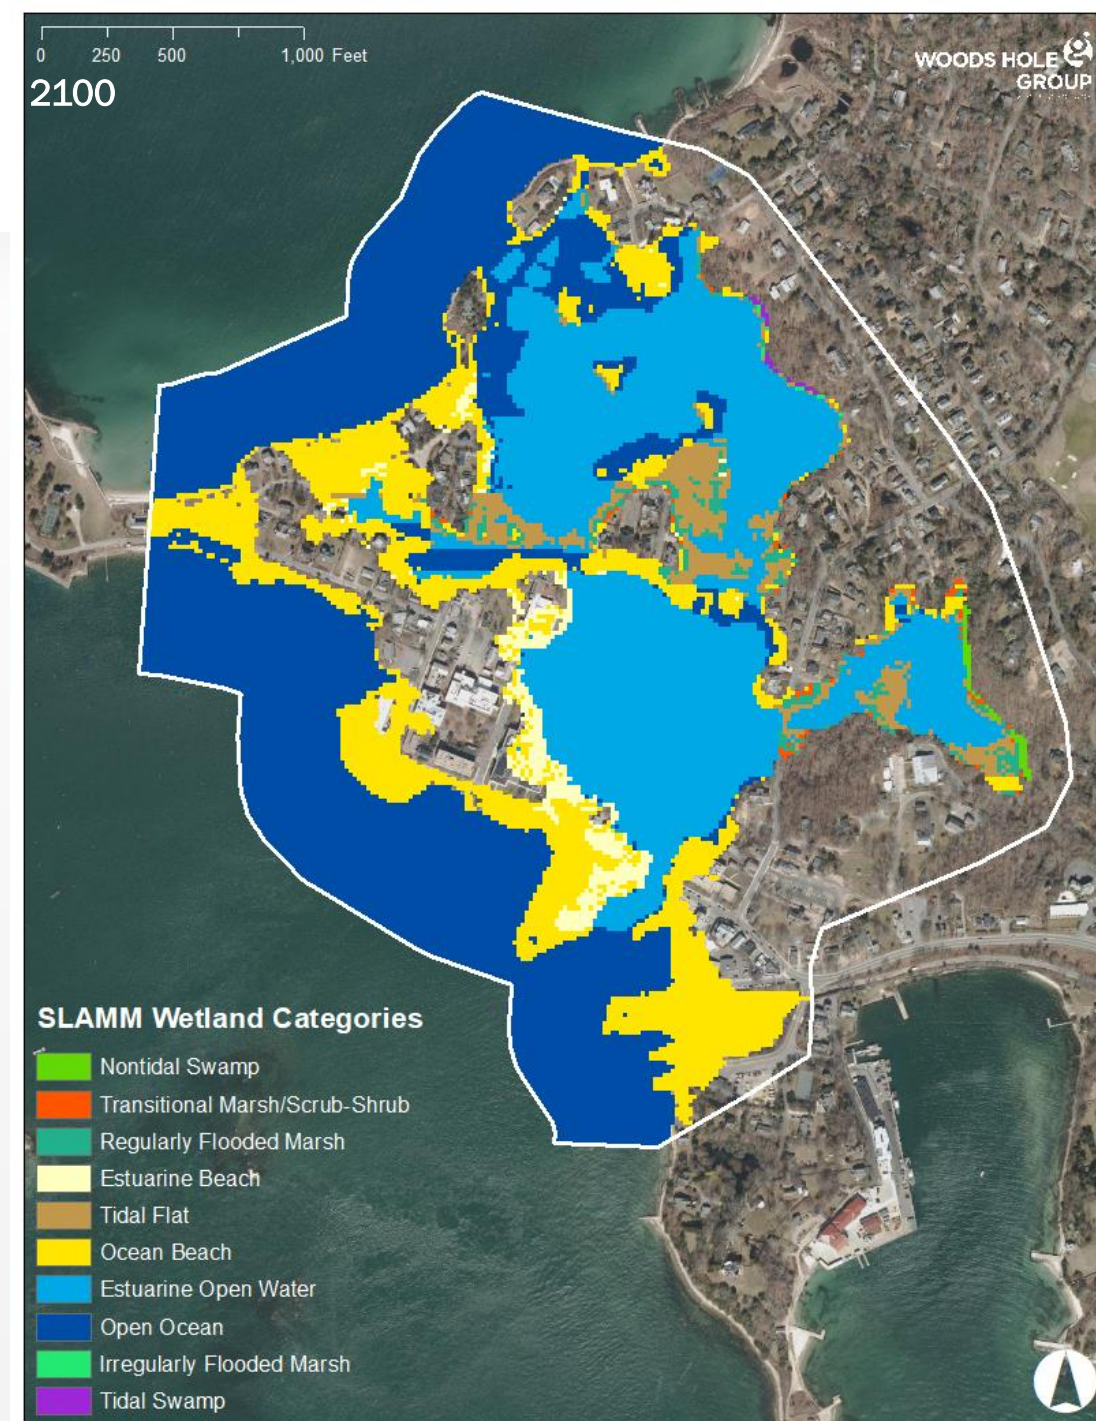 0 250 500 1,000 Feet
2100
WOODS HOLE
GROUP
SLAMM Wetland Categories
Nontidal Swamp
Transitional Marsh/Scrub-Shrub
Regularly Flooded Marsh
Estuarine Beach
Tidal Flat
Ocean Beach
Estuarine Open Water
Open Ocean
Irregularly Flooded Marsh
Tidal Swamp